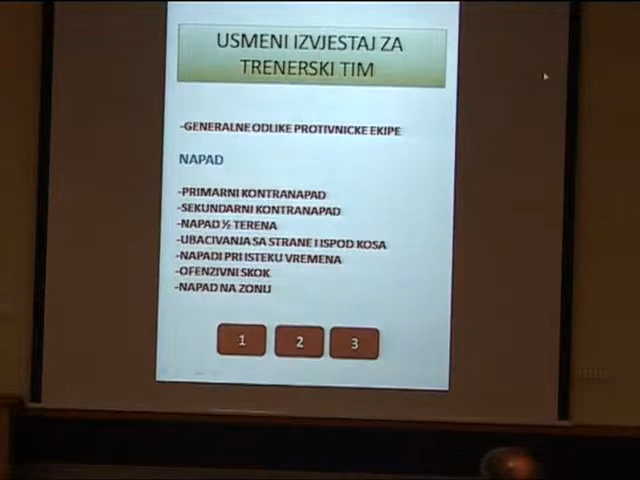 USMENI IZVJESTAJ ZA
TRENERSKI TIM
-GENERALNE ODLIKE PROTIVNICKE EKIPE
NAPAD
-PRIMARNI KONTRANAPAD
-SEKUNDARNI KONTRANAPAD
-NAPAD ½ TERENA
-UBACIVANJA SA STRANE I ISPOD KOSA
-NAPADI PRI ISTEKU VREMENA
-OFENZIVNI SKOK
-NAPAD NA ZONU
1 2 3